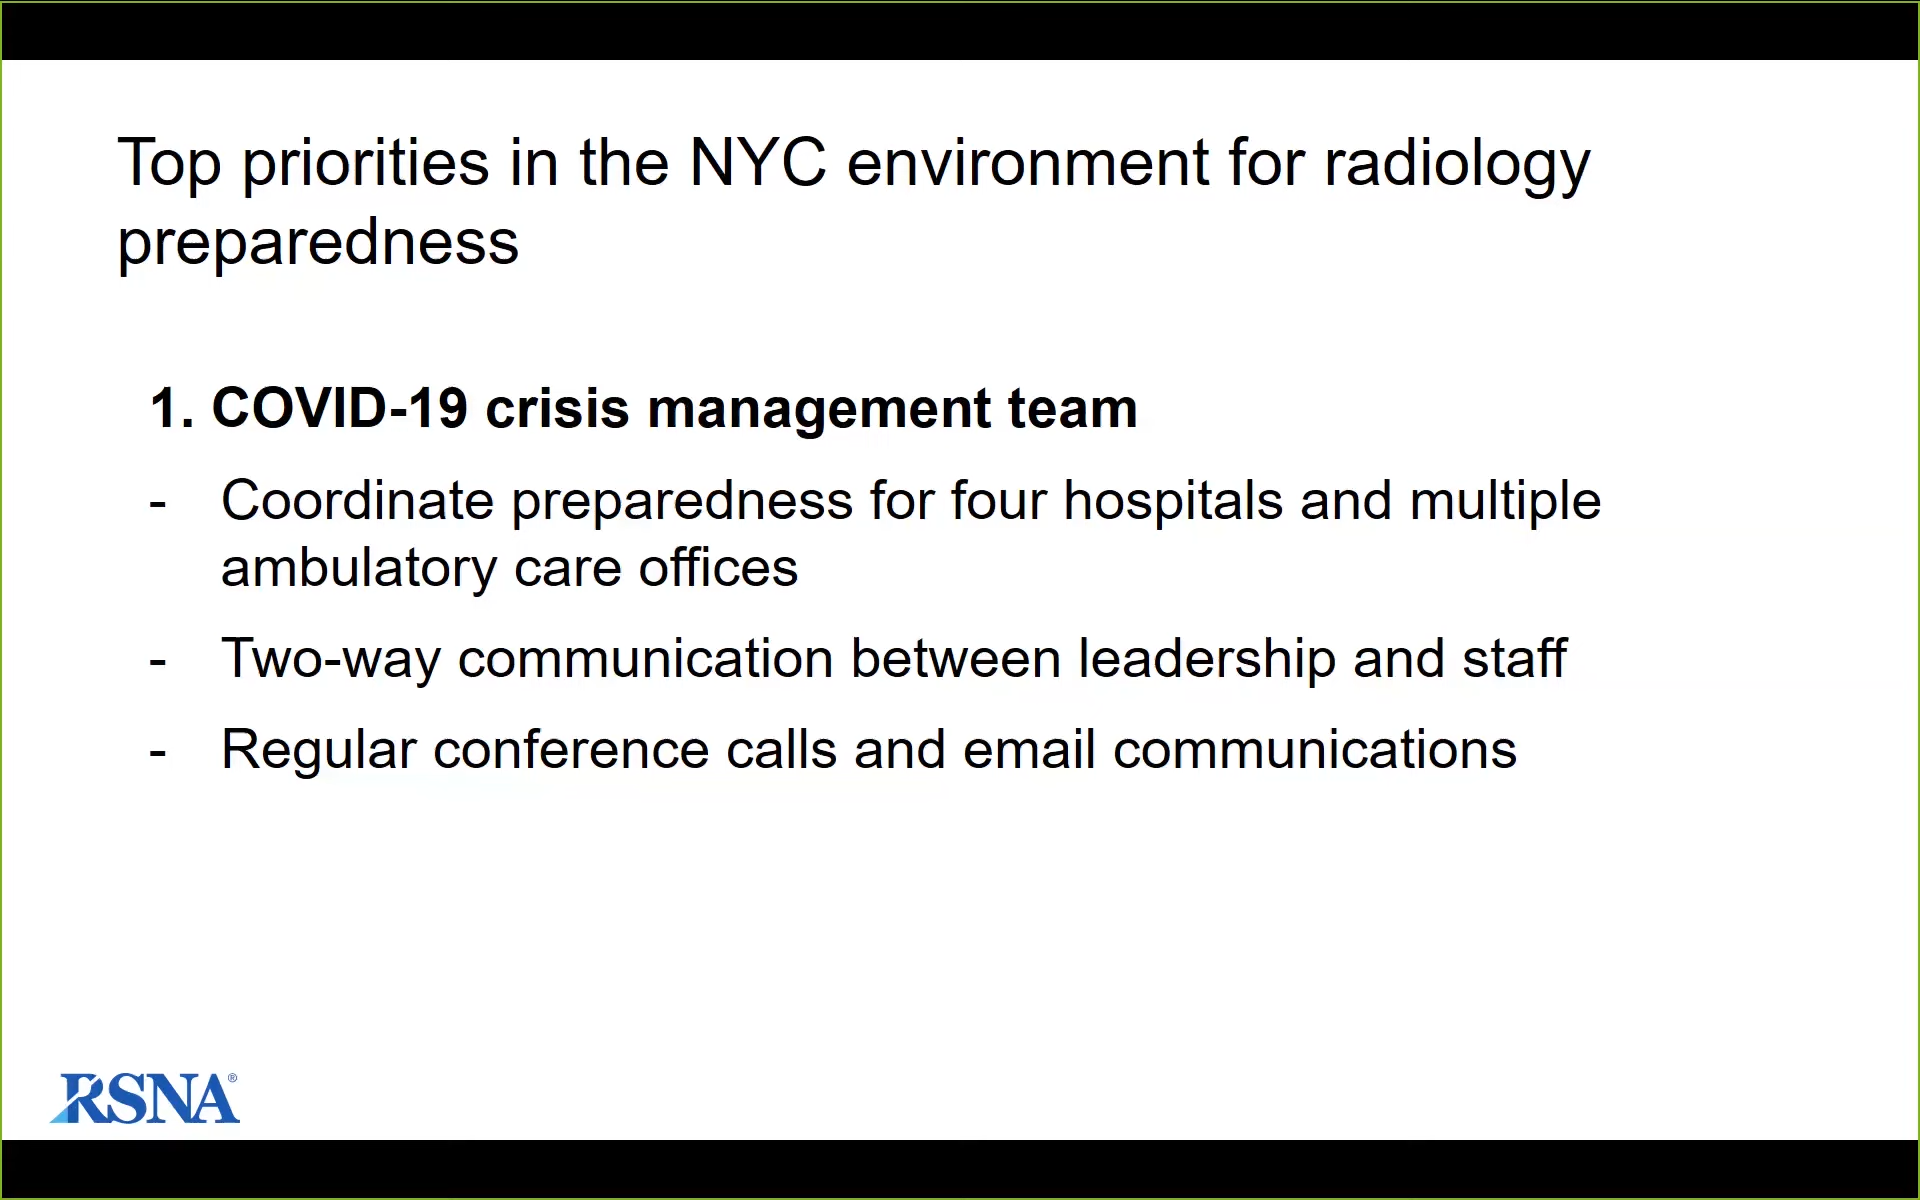 Top priorities in the NYC environment for radiology
preparedness
1. COVID-19 crisis management team
- Coordinate preparedness for four hospitals and multiple
ambulatory care offices
- Two-way communication between leadership and staff
- Regular conference calls and email communications
RSNA®